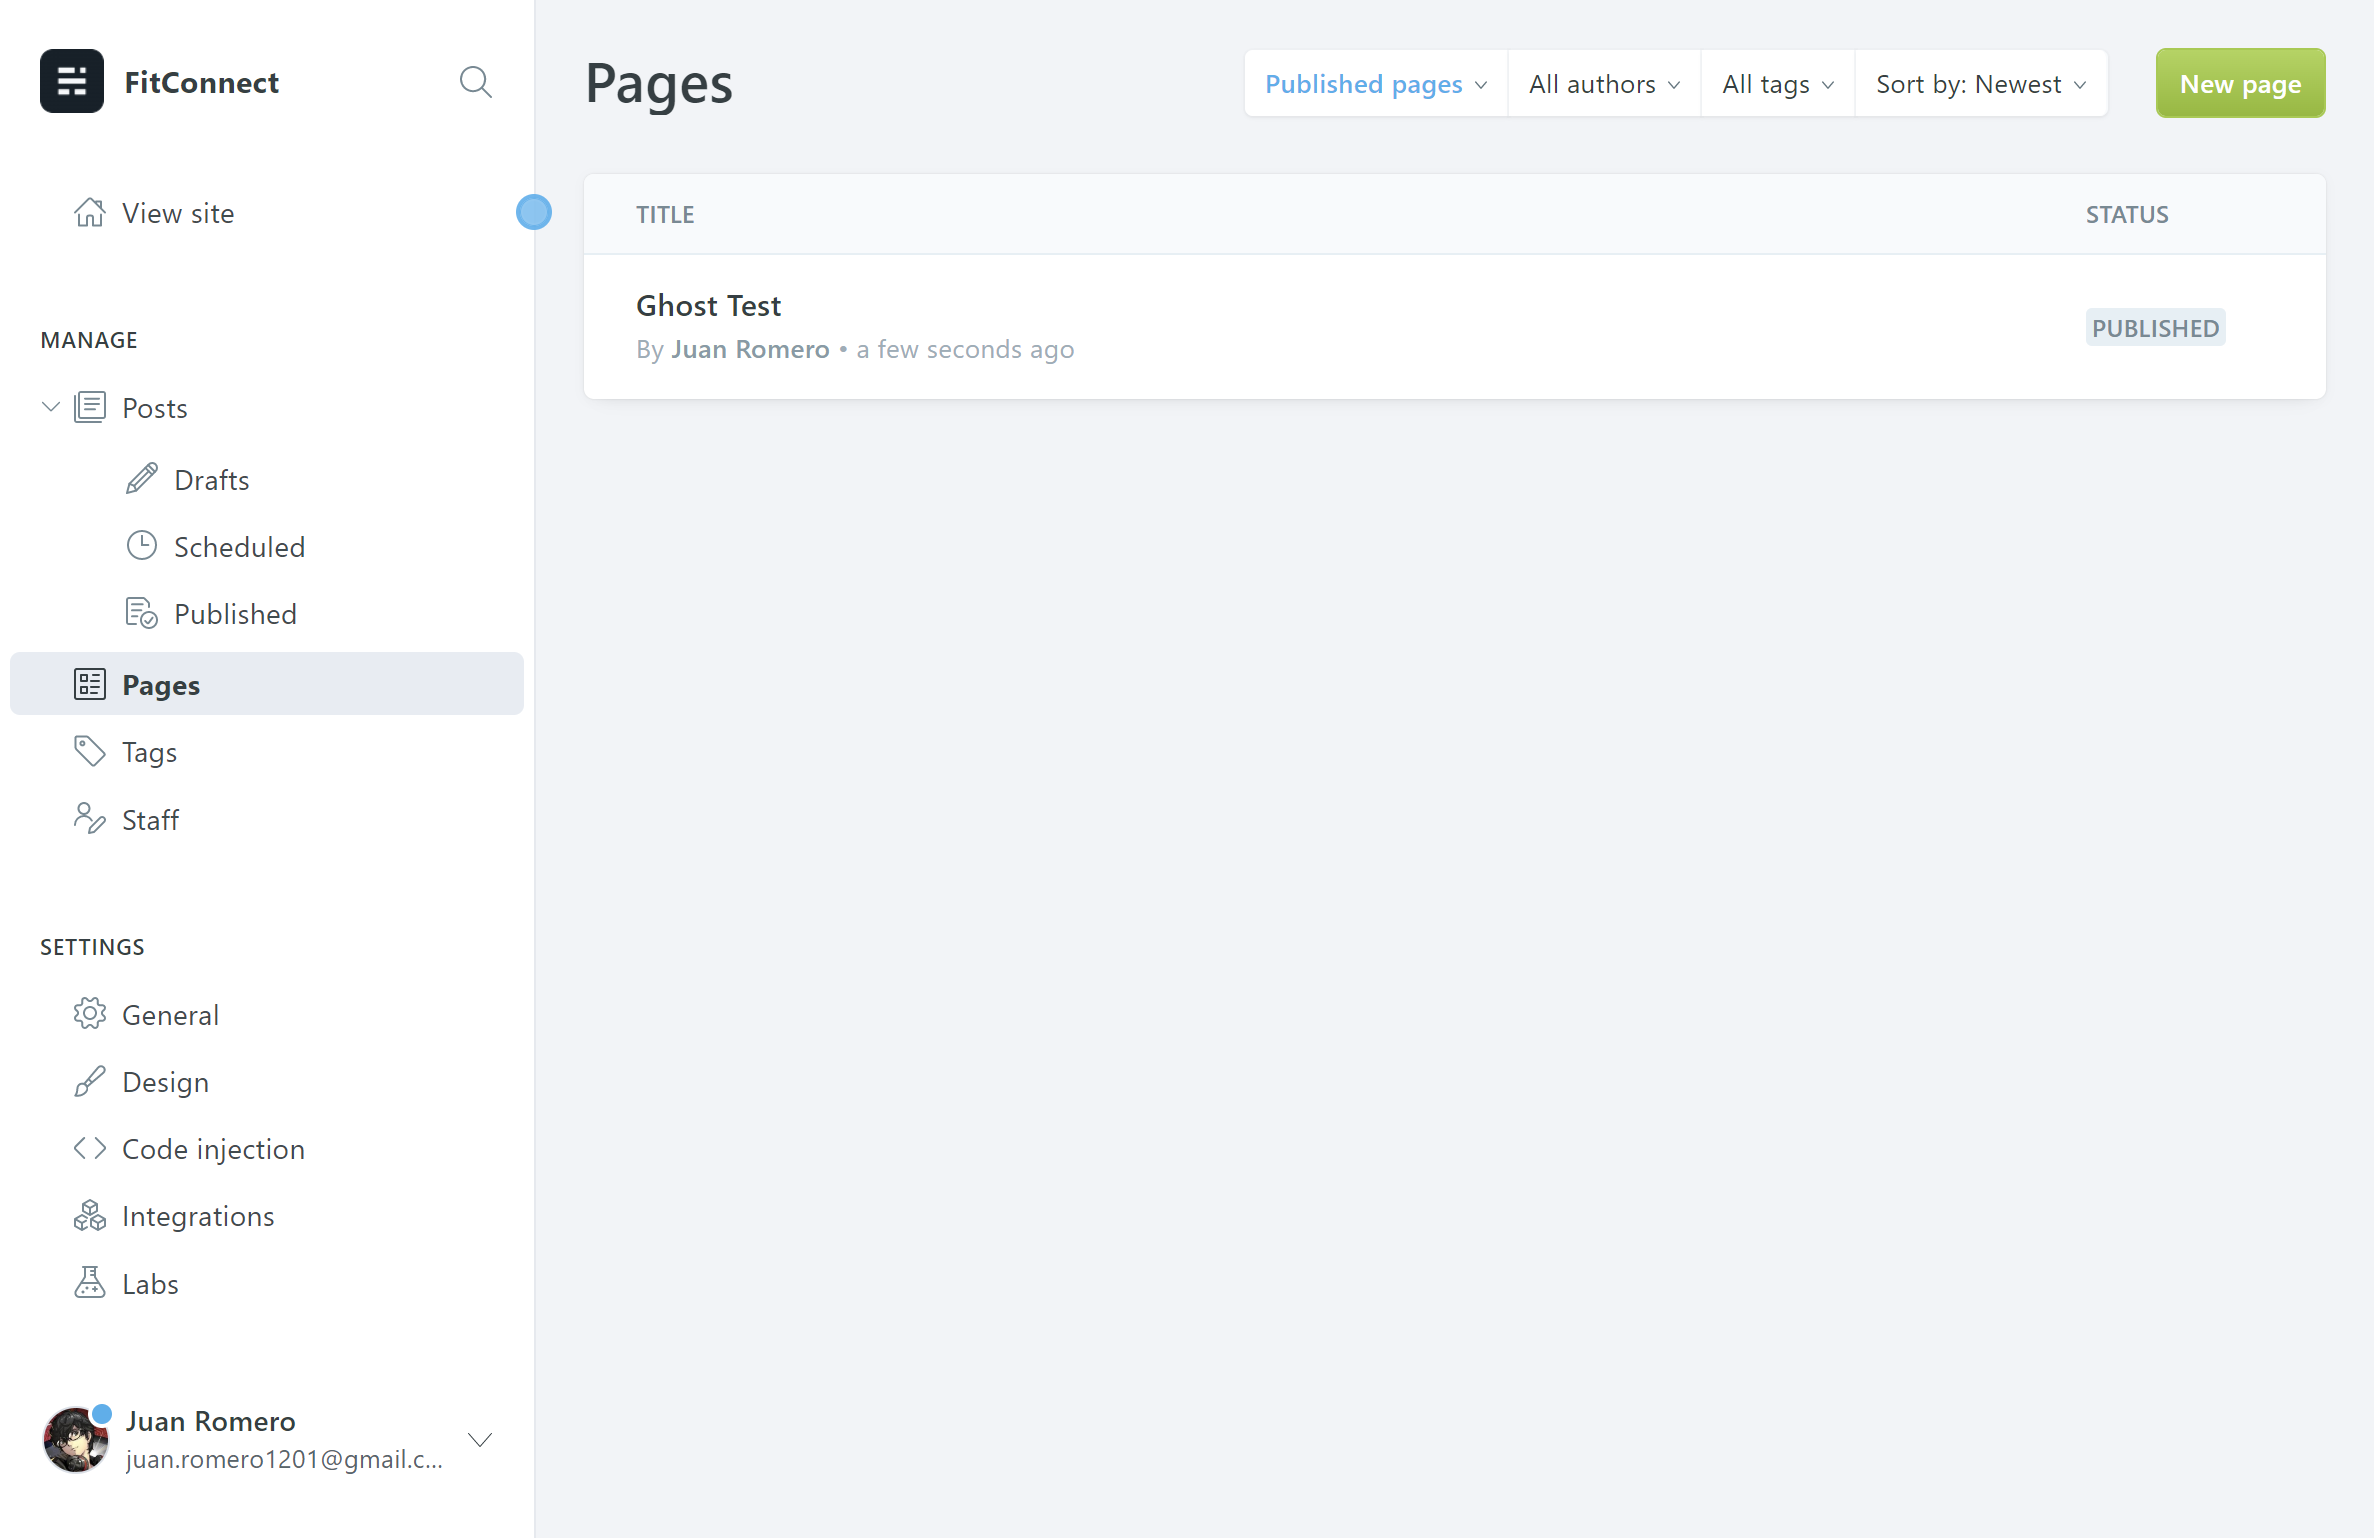 FitConnect
View site
MANAGE
Posts
Drafts
Scheduled
Published
Pages
Tags
Staff
SETTINGS
General
Design
Code injection
Integrations
Labs
Juan Romero
juan.romero1201@gmail.c...
Pages
Published pages All authors All tags Sort by: Newest New page
TITLE STATUS
Ghost Test
By Juan Romero • a few seconds ago
PUBLISHED